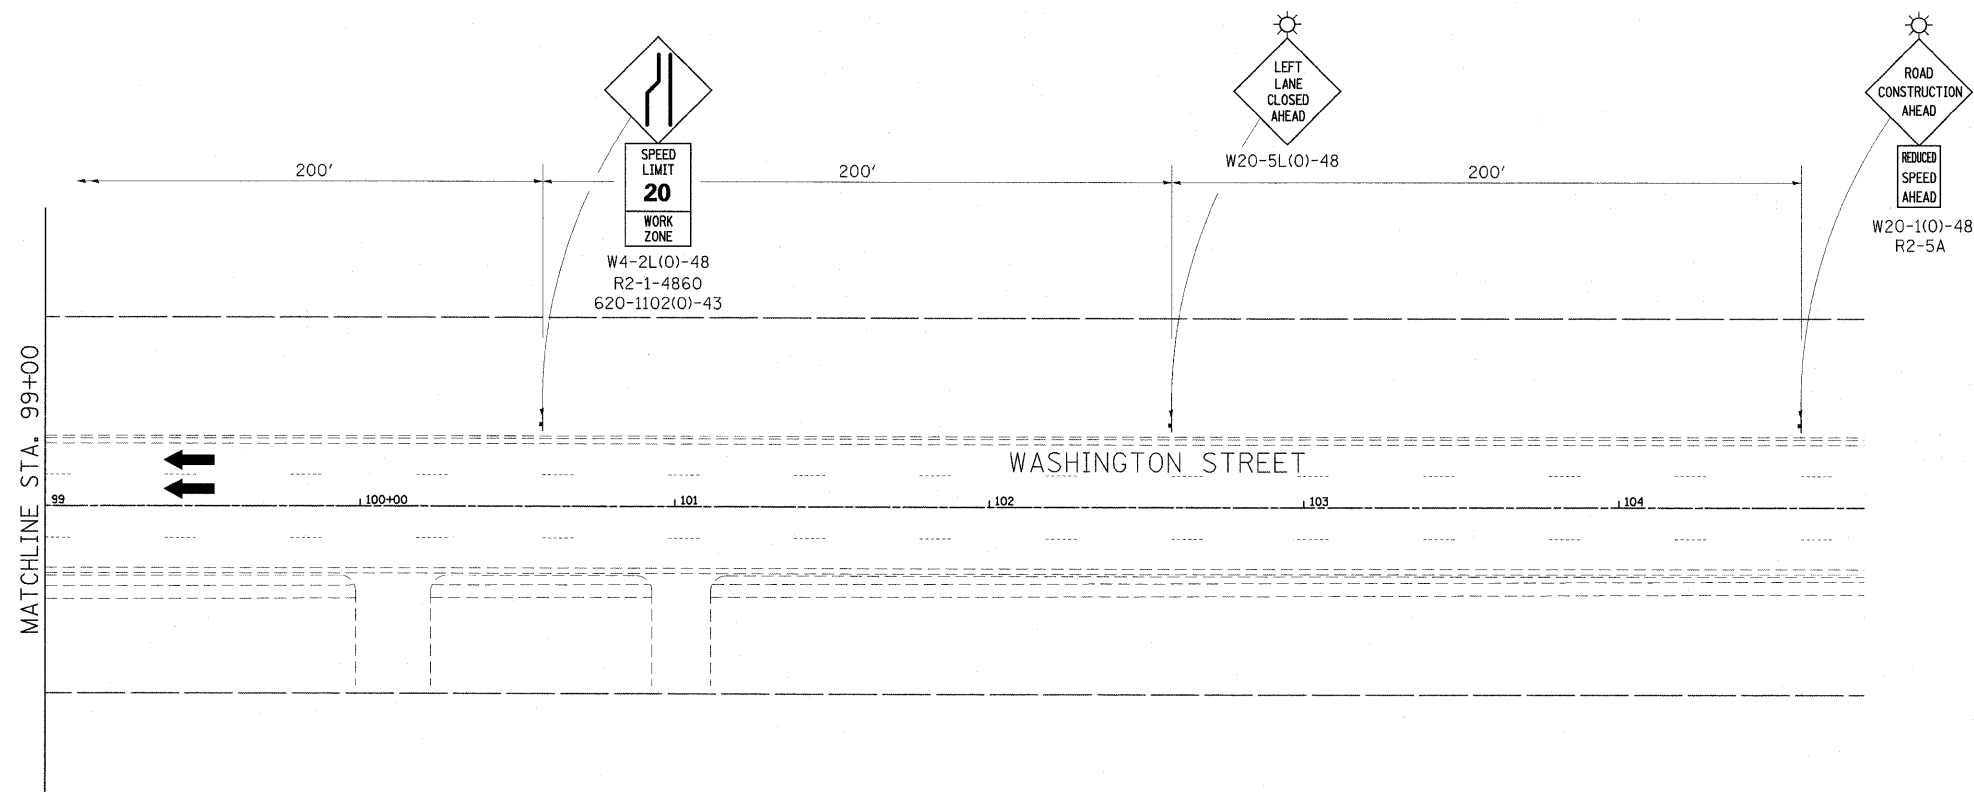 LEFT
LANE
CLOSED
AHEAD
W20-5L(O)-48
ROAD
CONSTRUCTION
AHEAD
REDUCED
SPEED
AHEAD
W20-1(O)-48
R2-5A
SPEED
LIMIT
20
WORK
ZONE
W4-2L(O)-48
R2-1-4860
620-1102(O)-43
200'
200'
200'
WASHINGTON STREET
99
100+00
101
102
103
104
MATCHLINE STA. 99+00